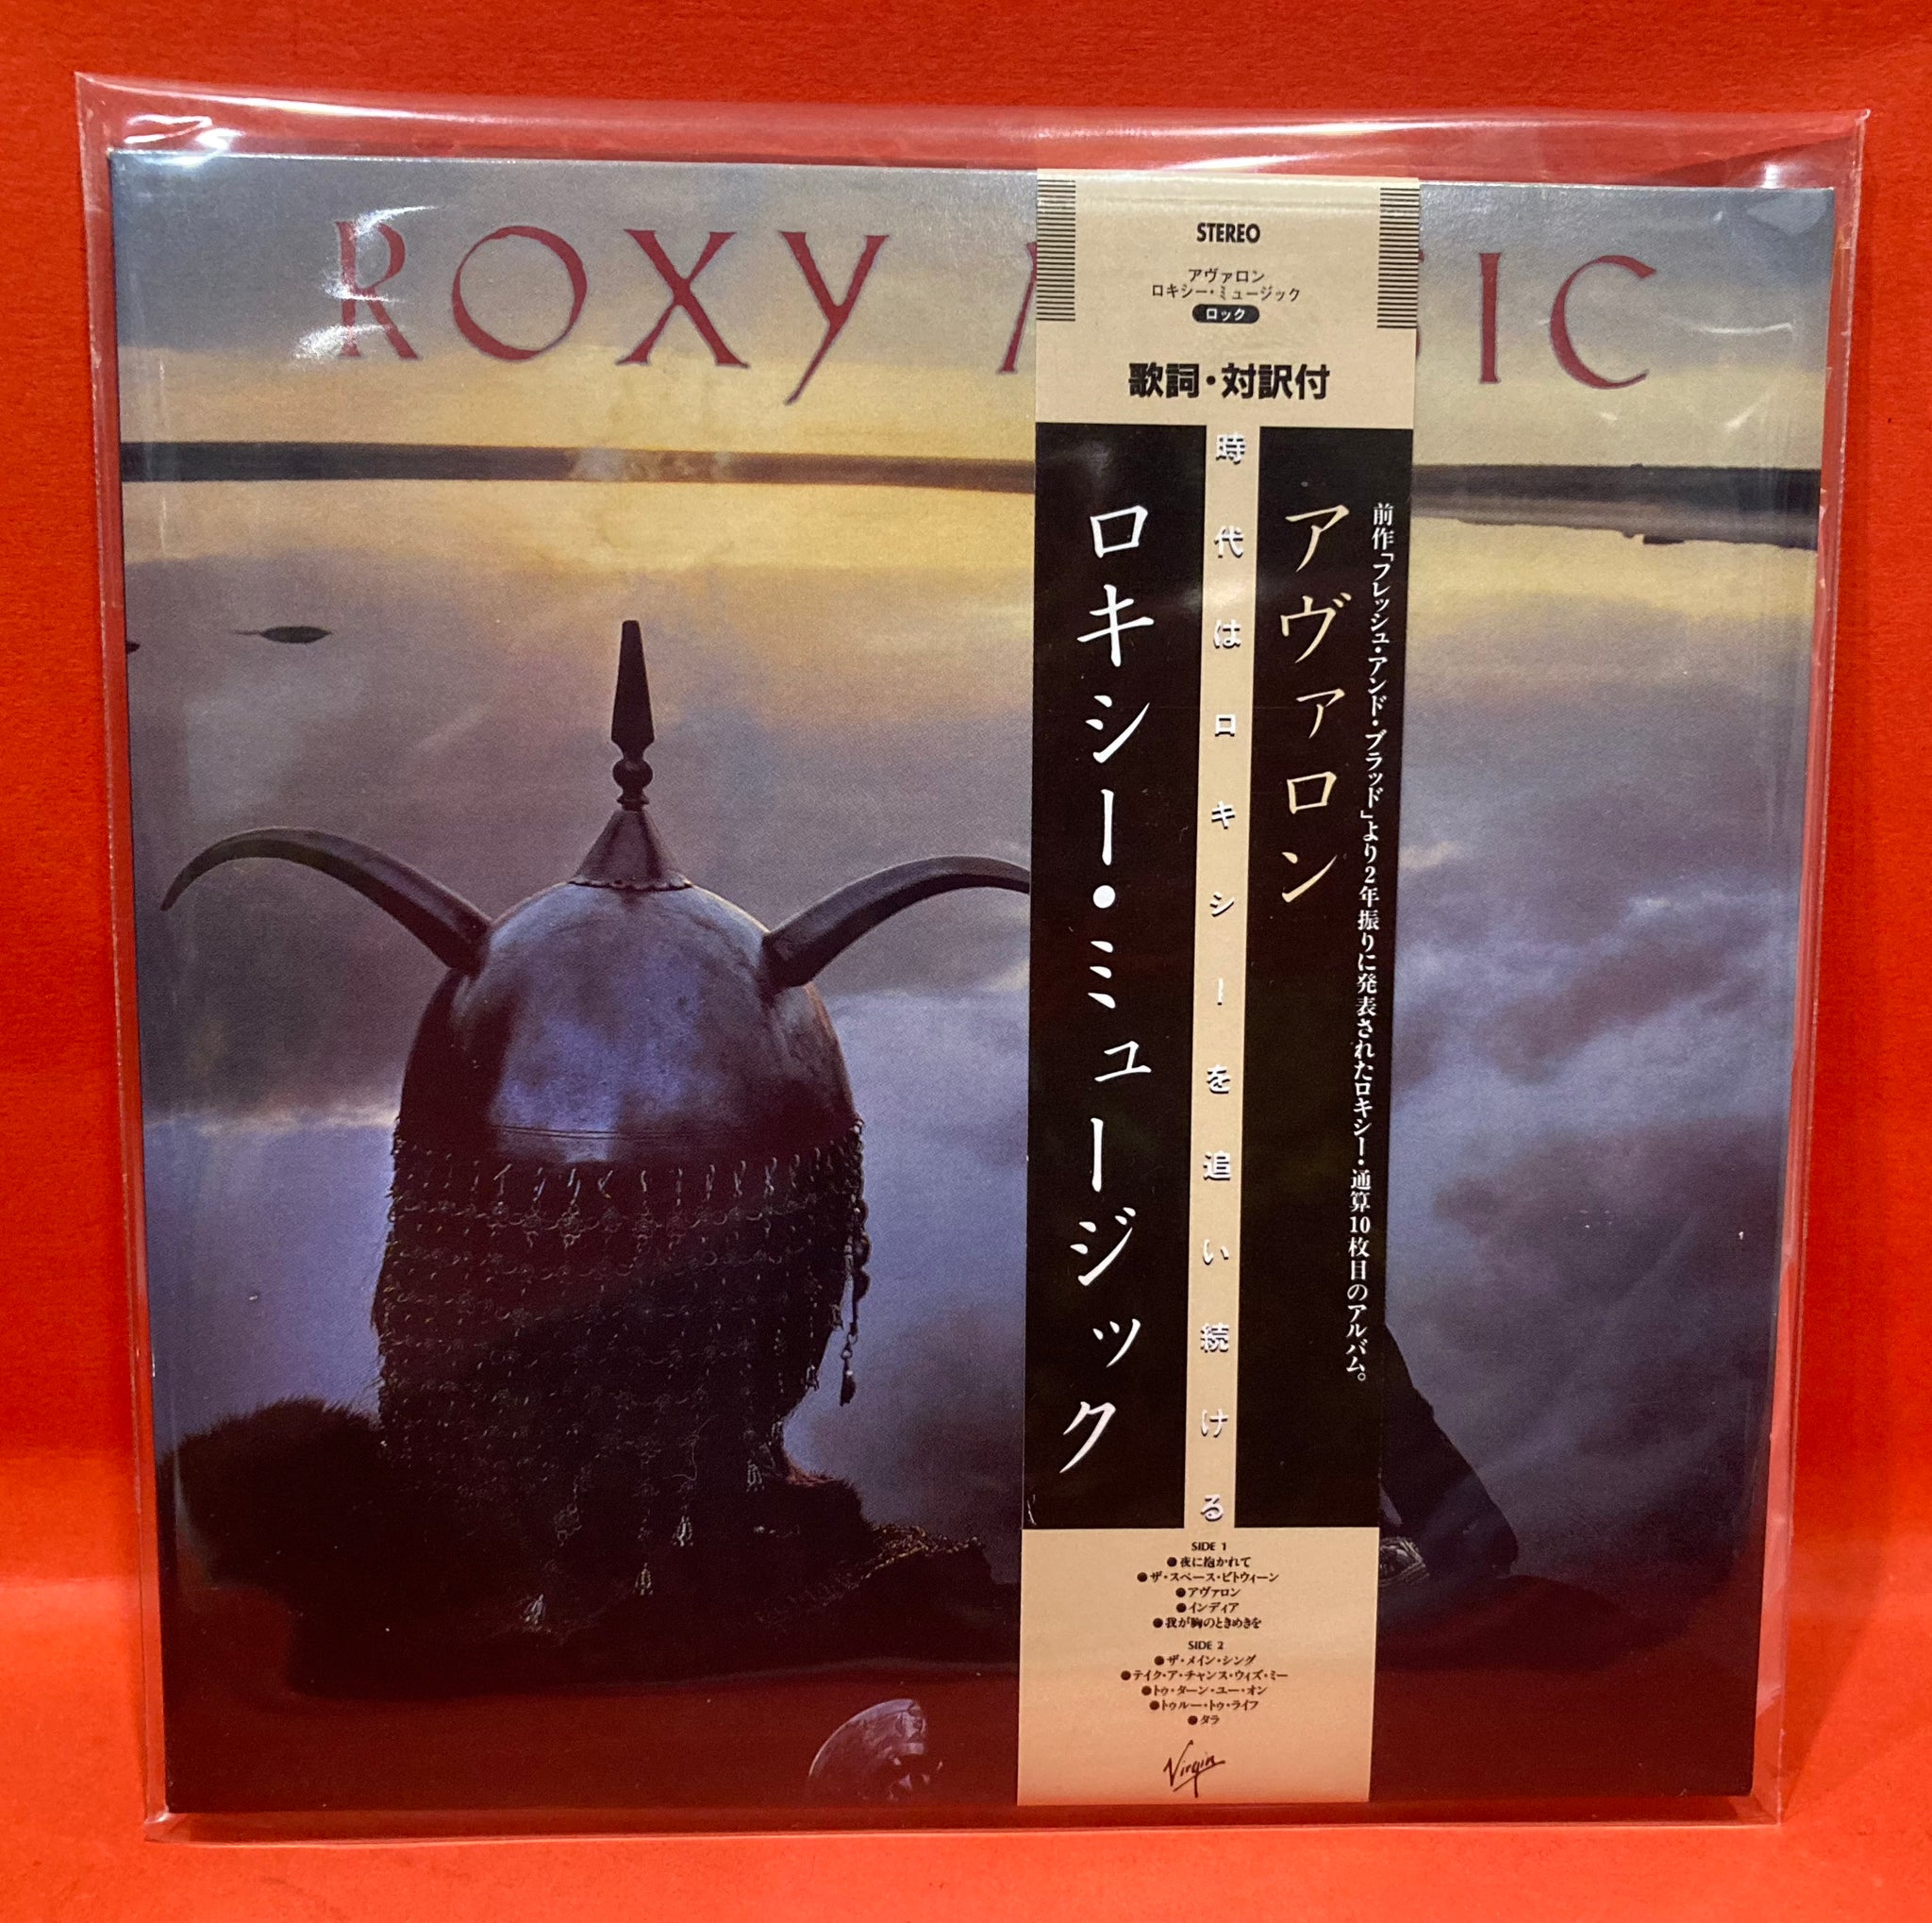 ROXY M SIC
STEREO
アヴァロン
ロキシー・ミュージック
ロック
歌詞・対訳付
前作「フレッシュ・アンド・ブラッド」より2年振りに発表されたロキシー・通算10枚目のアルバム。
アヴァロン
時代はロキシーを追い続ける
ロキシー・ミュージック
SIDE 1
●夜に抱かれて
●ザ・スペース・ビトウィーン
●アヴァロン
●インディア
●我が胸のときめきを
SIDE 2
●ザ・メイン・シング
●テイク・ア・チャンス・ウィズ・ミー
●トゥ・ターン・ユー・オン
●トゥルー・トゥ・ライフ
●タラ
Virgin